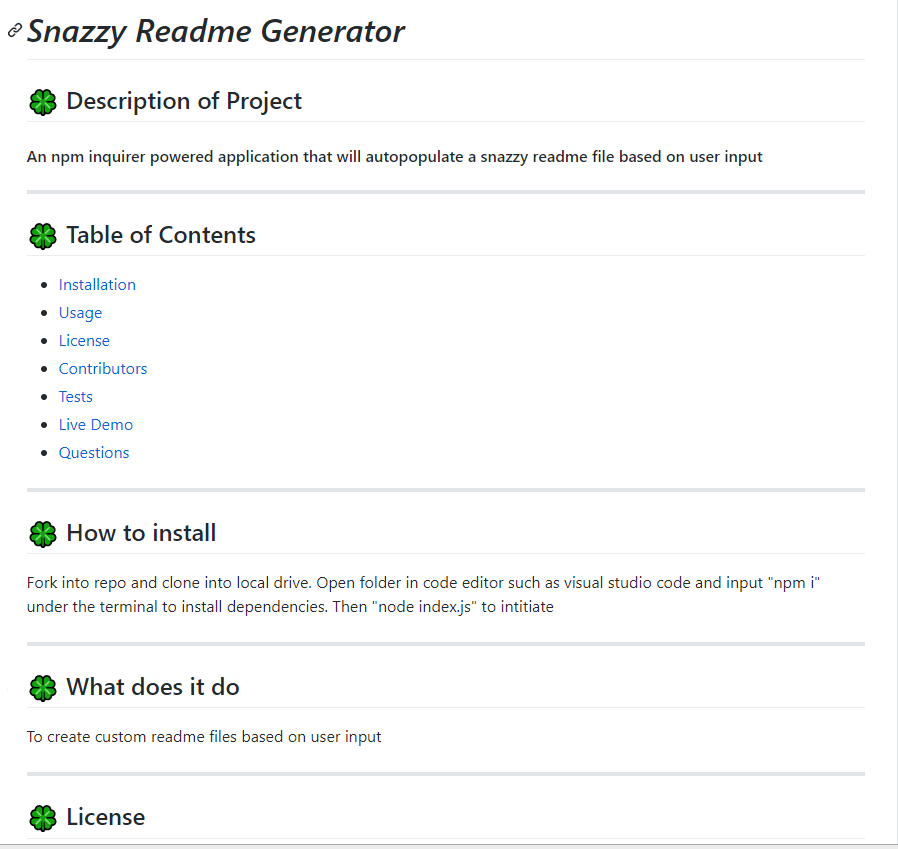 Snazzy Readme Generator
Description of Project
An npm inquirer powered application that will autopopulate a snazzy readme file based on user input
Table of Contents
Installation
Usage
License
Contributors
Tests
Live Demo
Questions
How to install
Fork into repo and clone into local drive. Open folder in code editor such as visual studio code and input "npm i"
under the terminal to install dependencies. Then "node index.js" to intitiate
What does it do
To create custom readme files based on user input
License